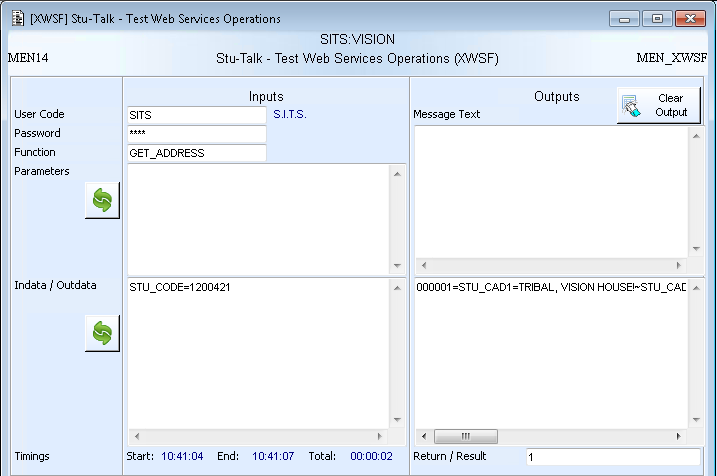 [XWSF] Stu-Talk - Test Web Services Operations
SITS:VISION
MEN14 Stu-Talk - Test Web Services Operations (XWSF) MEN_XWSF
Inputs Outputs Clear
Output
User Code SITS S.I.T.S. Message Text
Password ****
Function GET_ADDRESS
Parameters
Indata / Outdata STU_CODE=1200421 000001=STU_CAD1=TRIBAL, VISION HOUSE!~STU_CAD
Timings Start: 10:41:04 End: 10:41:07 Total: 00:00:02 Return / Result 1